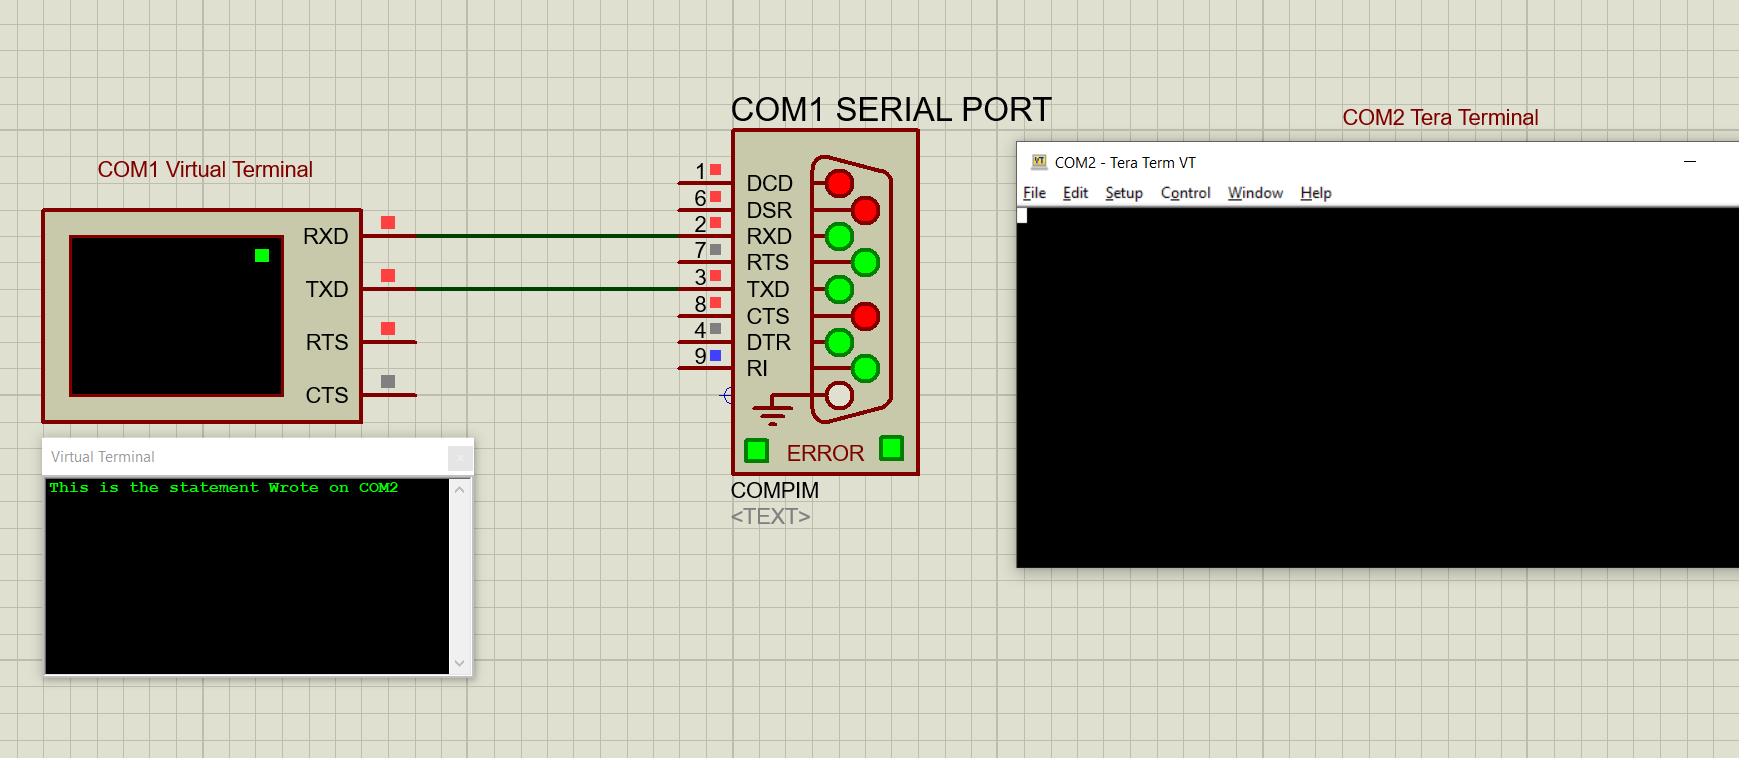 COM1 SERIAL PORT
COM2 Tera Terminal
COM1 Virtual Terminal
VT COM2 - Tera Term VT
File Edit Setup Control Window Help
RXD
TXD
RTS
CTS
1 DCD
6 DSR
2 RXD
7 RTS
3 TXD
8 CTS
4 DTR
9 RI
ERROR
COMPIM
<TEXT>
Virtual Terminal
This is the statement Wrote on COM2